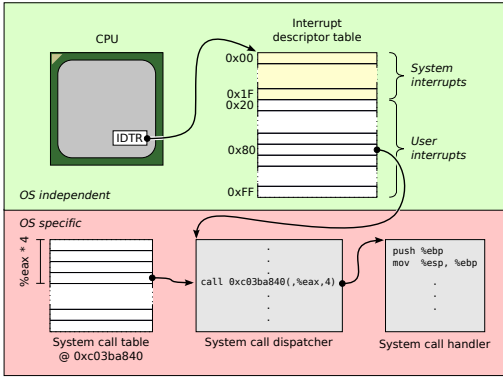 CPU
IDTR
Interrupt
descriptor table
0x00
0x1F
0x20
0x80
0xFF
System
interrupts
User
interrupts
OS independent
OS specific
%eax * 4
System call table
@ 0xc03ba840
.
.
.
call 0xc03ba840(,%eax,4)
.
.
.
System call dispatcher
push %ebp
mov %esp, %ebp
.
.
.
System call handler